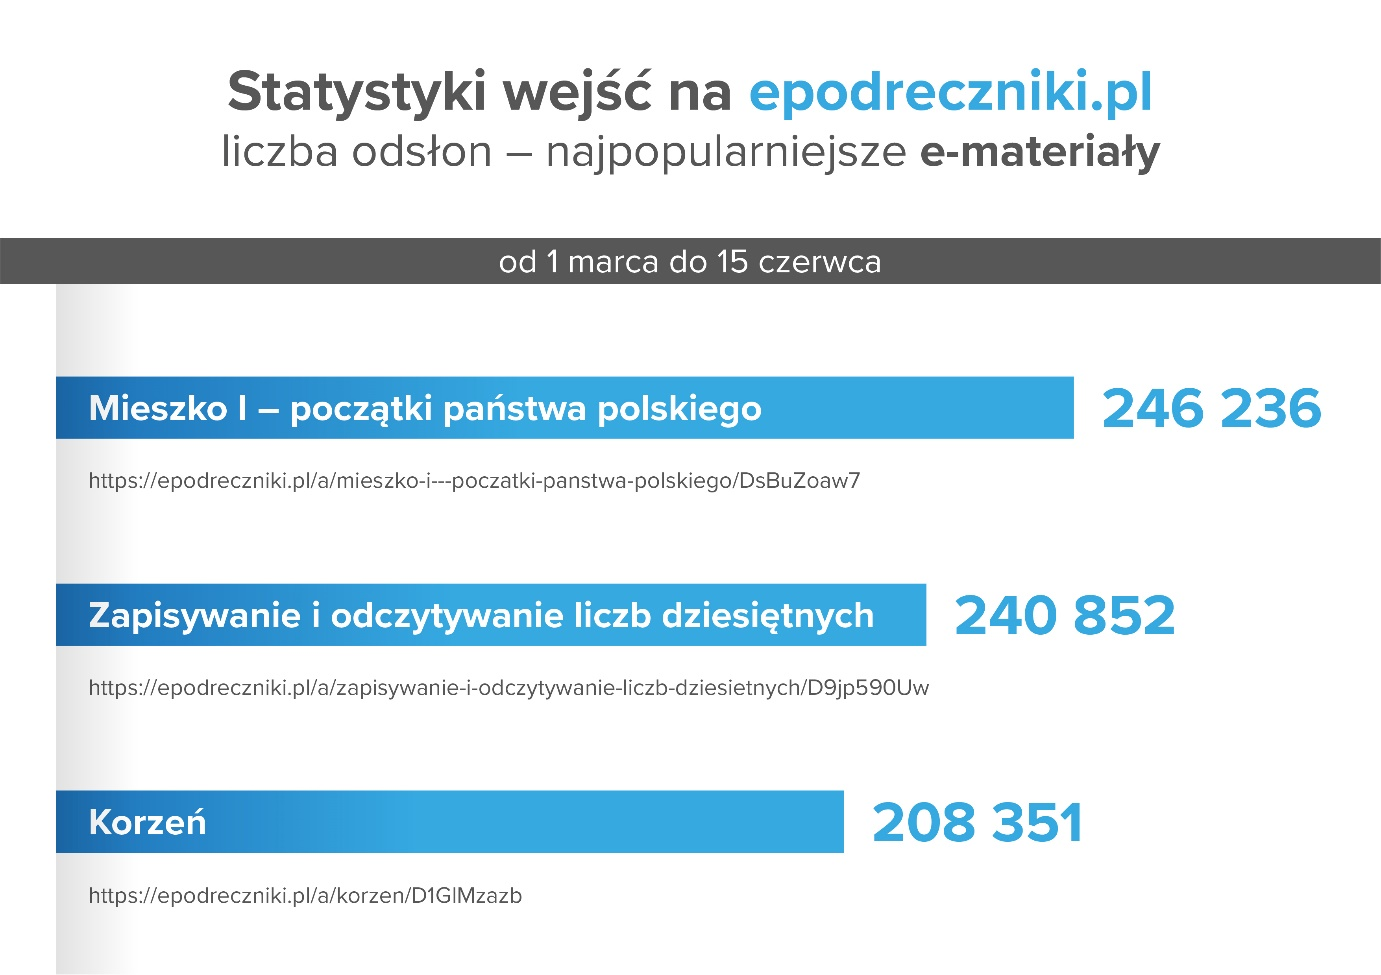 Statystyki wejść na epodreczniki.pl
liczba odsłon – najpopularniejsze e-materiały
od 1 marca do 15 czerwca
Mieszko I – początki państwa polskiego 246 236
https://epodreczniki.pl/a/mieszko-i---poczatki-panstwa-polskiego/DsBuZoaw7
Zapisywanie i odczytywanie liczb dziesiętnych 240 852
https://epodreczniki.pl/a/zapisywanie-i-odczytywanie-liczb-dziesietnych/D9jp590Uw
Korzeń 208 351
https://epodreczniki.pl/a/korzen/D1GlMzazb